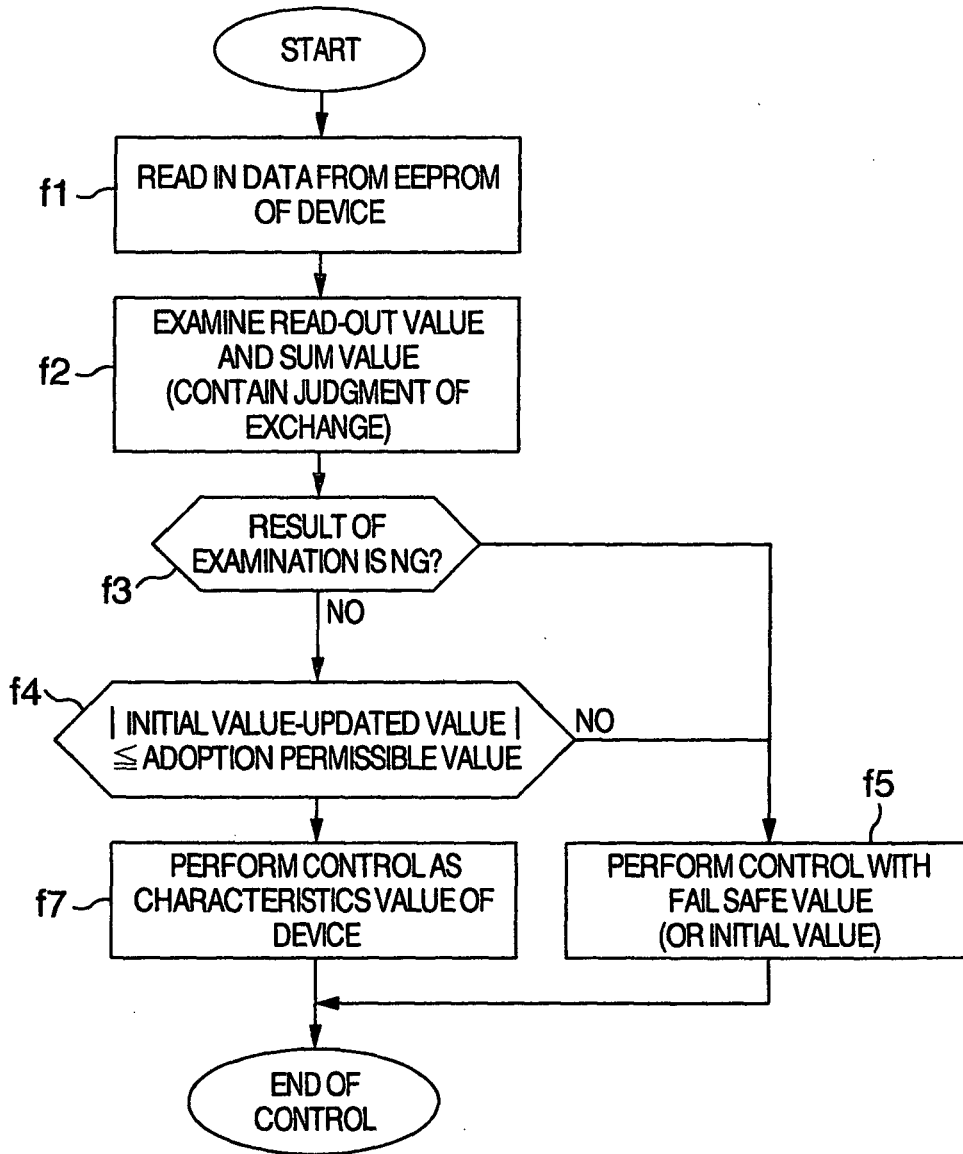 START
f1
READ IN DATA FROM EEPROM
OF DEVICE
f2
EXAMINE READ-OUT VALUE
AND SUM VALUE
(CONTAIN JUDGMENT OF
EXCHANGE)
f3
RESULT OF
EXAMINATION IS NG?
NO
f4
| INITIAL VALUE-UPDATED VALUE |
≦ ADOPTION PERMISSIBLE VALUE
NO
f7
PERFORM CONTROL AS
CHARACTERISTICS VALUE OF
DEVICE
f5
PERFORM CONTROL WITH
FAIL SAFE VALUE
(OR INITIAL VALUE)
END OF
CONTROL